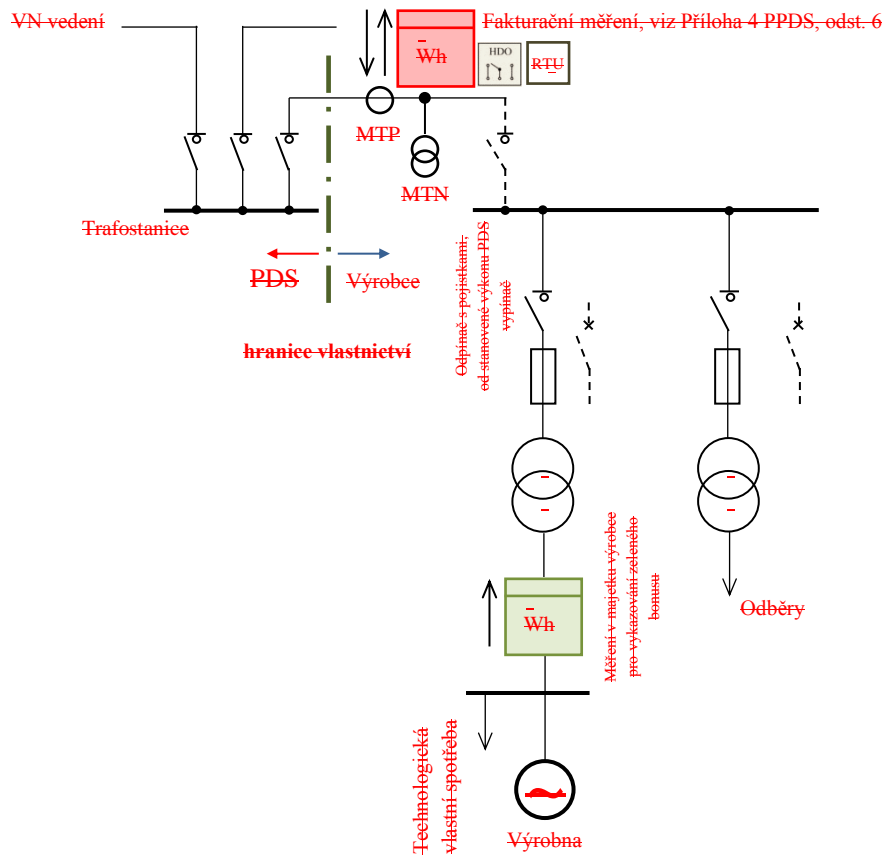 VN vedení
Fakturační měření, viz Příloha 4 PPDS, odst. 6
Wh
HDO
RTU
MTP
MTN
Trafostanice
PDS
Výrobce
hranice vlastnictví
Odpínač s pojistkami,
od stanovené výkonu PDS
vypínač
Měření v majetku výrobce
pro vykazování zeleného
bonusu
Wh
Odběry
Technologická
vlastní spotřeba
Výrobna